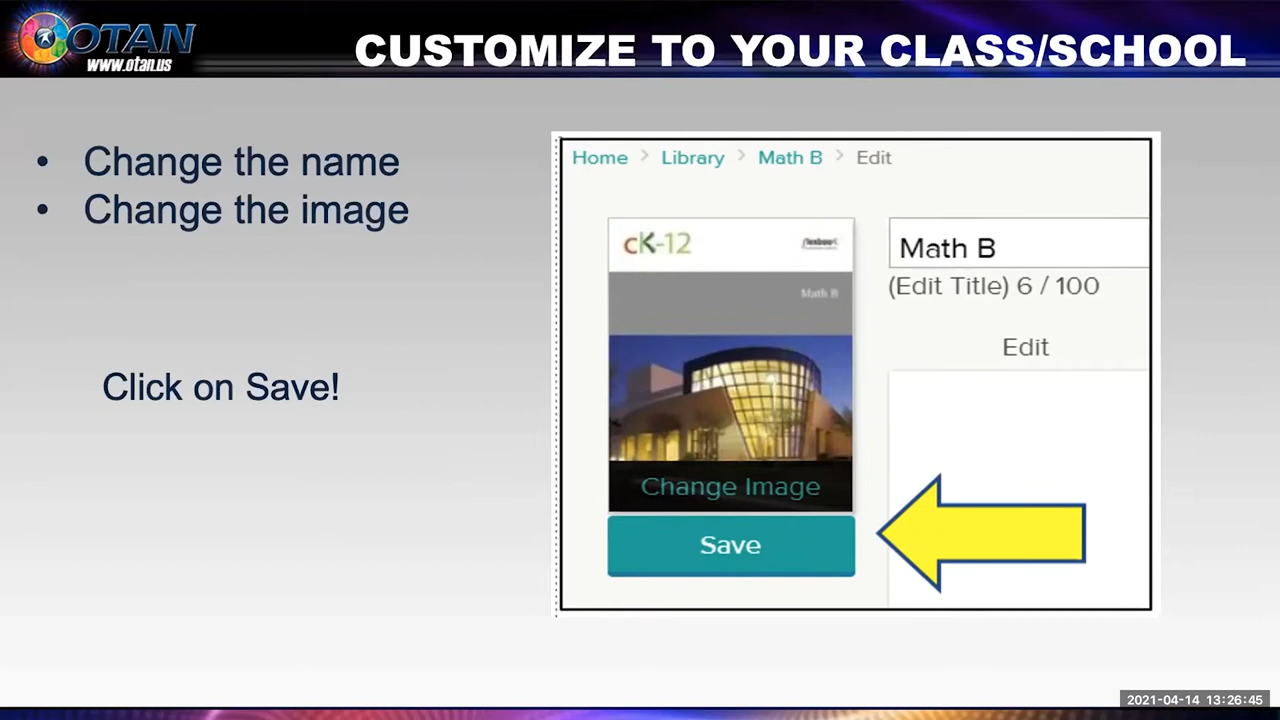 OTAN
www.otan.us
CUSTOMIZE TO YOUR CLASS/SCHOOL
• Change the name
• Change the image
Click on Save!
Home > Library > Math B > Edit
cK-12
flexbook
Math B
Change Image
Save
Math B
(Edit Title) 6 / 100
Edit
2021-04-14 13:26:45